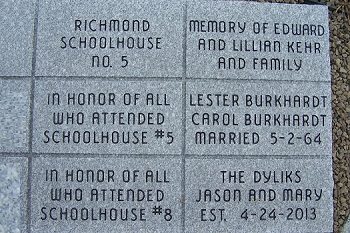 RICHMOND
SCHOOLHOUSE
NO. 5
MEMORY OF EDWARD
AND LILLIAN KEHR
AND FAMILY
IN HONOR OF ALL
WHO ATTENDED
SCHOOLHOUSE #5
LESTER BURKHARDT
CAROL BURKHARDT
MARRIED 5-2-64
IN HONOR OF ALL
WHO ATTENDED
SCHOOLHOUSE #8
THE DYLIKS
JASON AND MARY
EST. 4-24-2013